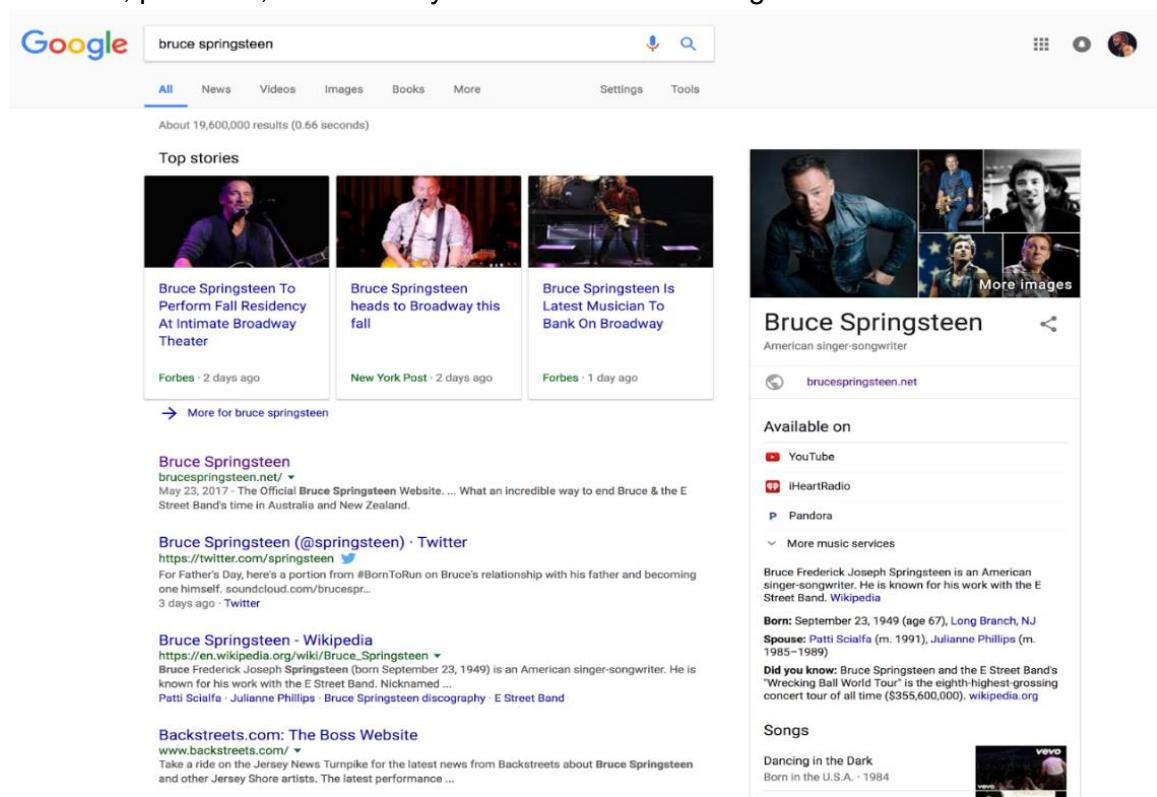 Google
bruce springsteen
All News Videos Images Books More Settings Tools
About 19,600,000 results (0.66 seconds)
Top stories
Bruce Springsteen To
Perform Fall Residency
At Intimate Broadway
Theater
Forbes · 2 days ago
Bruce Springsteen
heads to Broadway this
fall
New York Post · 2 days ago
Bruce Springsteen Is
Latest Musician To
Bank On Broadway
Forbes · 1 day ago
More for bruce springsteen
Bruce Springsteen
brucespringsteen.net/
May 23, 2017 - The Official Bruce Springsteen Website. ... What an incredible way to end Bruce & the E
Street Band's time in Australia and New Zealand.
Bruce Springsteen (@springsteen) · Twitter
https://twitter.com/springsteen
For Father's Day, here's a portion from #BornToRun on Bruce's relationship with his father and becoming
one himself. soundcloud.com/brucespr...
3 days ago · Twitter
Bruce Springsteen - Wikipedia
https://en.wikipedia.org/wiki/Bruce_Springsteen
Bruce Frederick Joseph Springsteen (born September 23, 1949) is an American singer-songwriter. He is
known for his work with the E Street Band. Nicknamed ...
Patti Scialfa · Julianne Phillips · Bruce Springsteen discography · E Street Band
Backstreets.com: The Boss Website
www.backstreets.com/
Take a ride on the Jersey News Turnpike for the latest news from Backstreets about Bruce Springsteen
and other Jersey Shore artists. The latest performance ...
More images
Bruce Springsteen
American singer-songwriter
brucespringsteen.net
Available on
YouTube
iHeartRadio
P Pandora
More music services
Bruce Frederick Joseph Springsteen is an American
singer-songwriter. He is known for his work with the E
Street Band. Wikipedia
Born: September 23, 1949 (age 67), Long Branch, NJ
Spouse: Patti Scialfa (m. 1991), Julianne Phillips (m.
1985–1989)
Did you know: Bruce Springsteen and the E Street Band's
"Wrecking Ball World Tour" is the eighth-highest-grossing
concert tour of all time ($355,600,000). wikipedia.org
Songs
Dancing in the Dark
Born in the U.S.A. · 1984
vevo
vevo